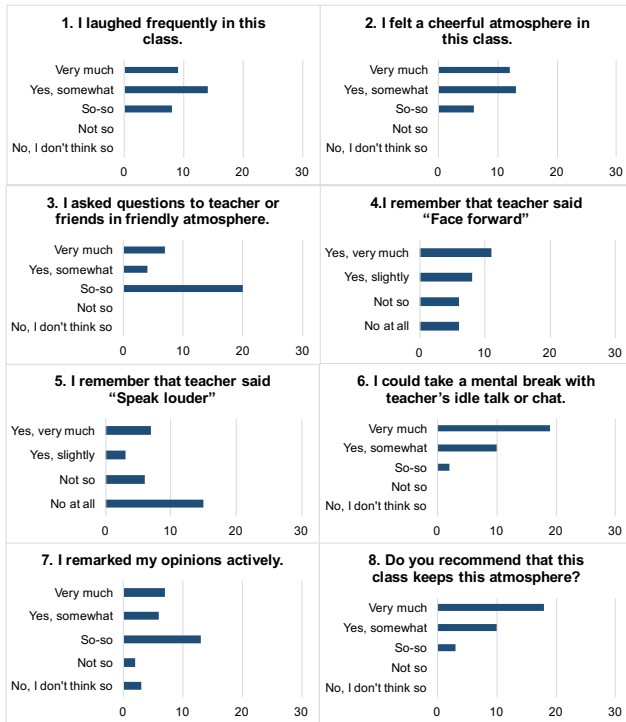 1. I laughed frequently in this
class.
Very much
Yes, somewhat
So-so
Not so
No, I don't think so
0 10 20 30
2. I felt a cheerful atmosphere in
this class.
Very much
Yes, somewhat
So-so
Not so
No, I don't think so
0 10 20 30
3. I asked questions to teacher or
friends in friendly atmosphere.
Very much
Yes, somewhat
So-so
Not so
No, I don't think so
0 10 20 30
4.I remember that teacher said
“Face forward”
Yes, very much
Yes, slightly
Not so
No at all
0 10 20 30
5. I remember that teacher said
“Speak louder”
Yes, very much
Yes, slightly
Not so
No at all
0 10 20 30
6. I could take a mental break with
teacher’s idle talk or chat.
Very much
Yes, somewhat
So-so
Not so
No, I don't think so
0 10 20 30
7. I remarked my opinions actively.
Very much
Yes, somewhat
So-so
Not so
No, I don't think so
0 10 20 30
8. Do you recommend that this
class keeps this atmosphere?
Very much
Yes, somewhat
So-so
Not so
No, I don't think so
0 10 20 30